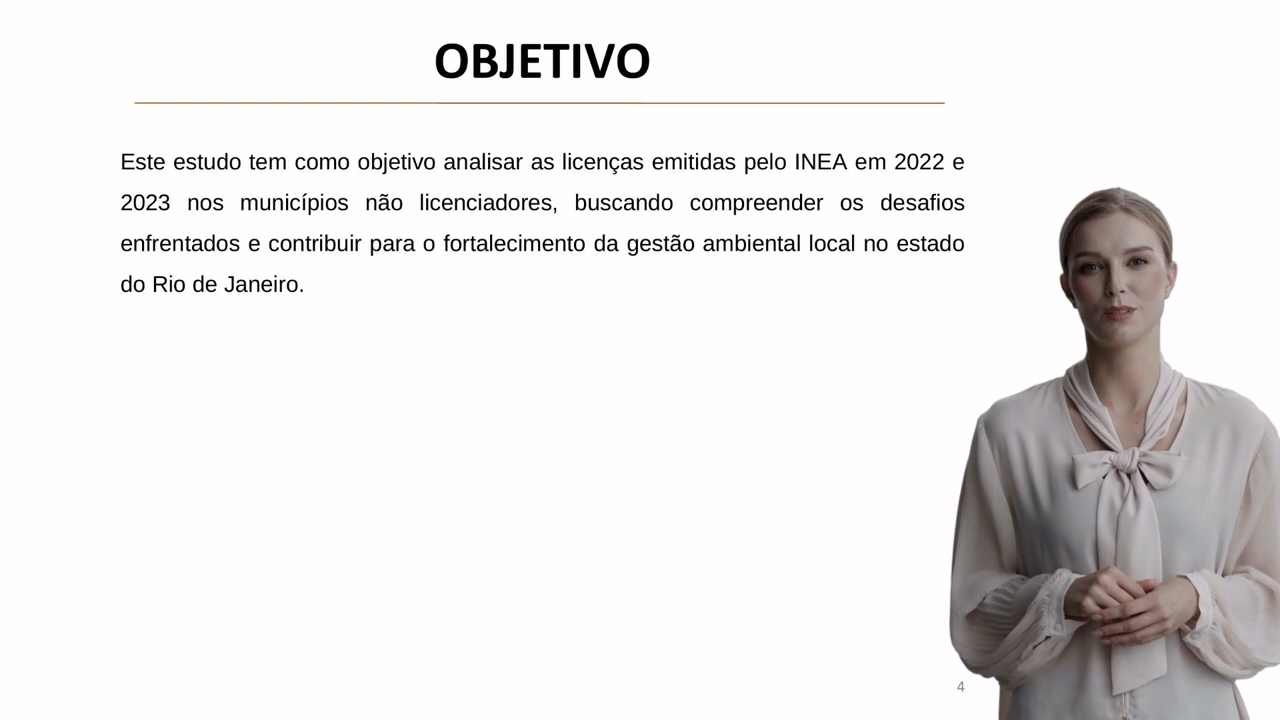 OBJETIVO
Este estudo tem como objetivo analisar as licenças emitidas pelo INEA em 2022 e
2023 nos municípios não licenciadores, buscando compreender os desafios
enfrentados e contribuir para o fortalecimento da gestão ambiental local no estado
do Rio de Janeiro.
4